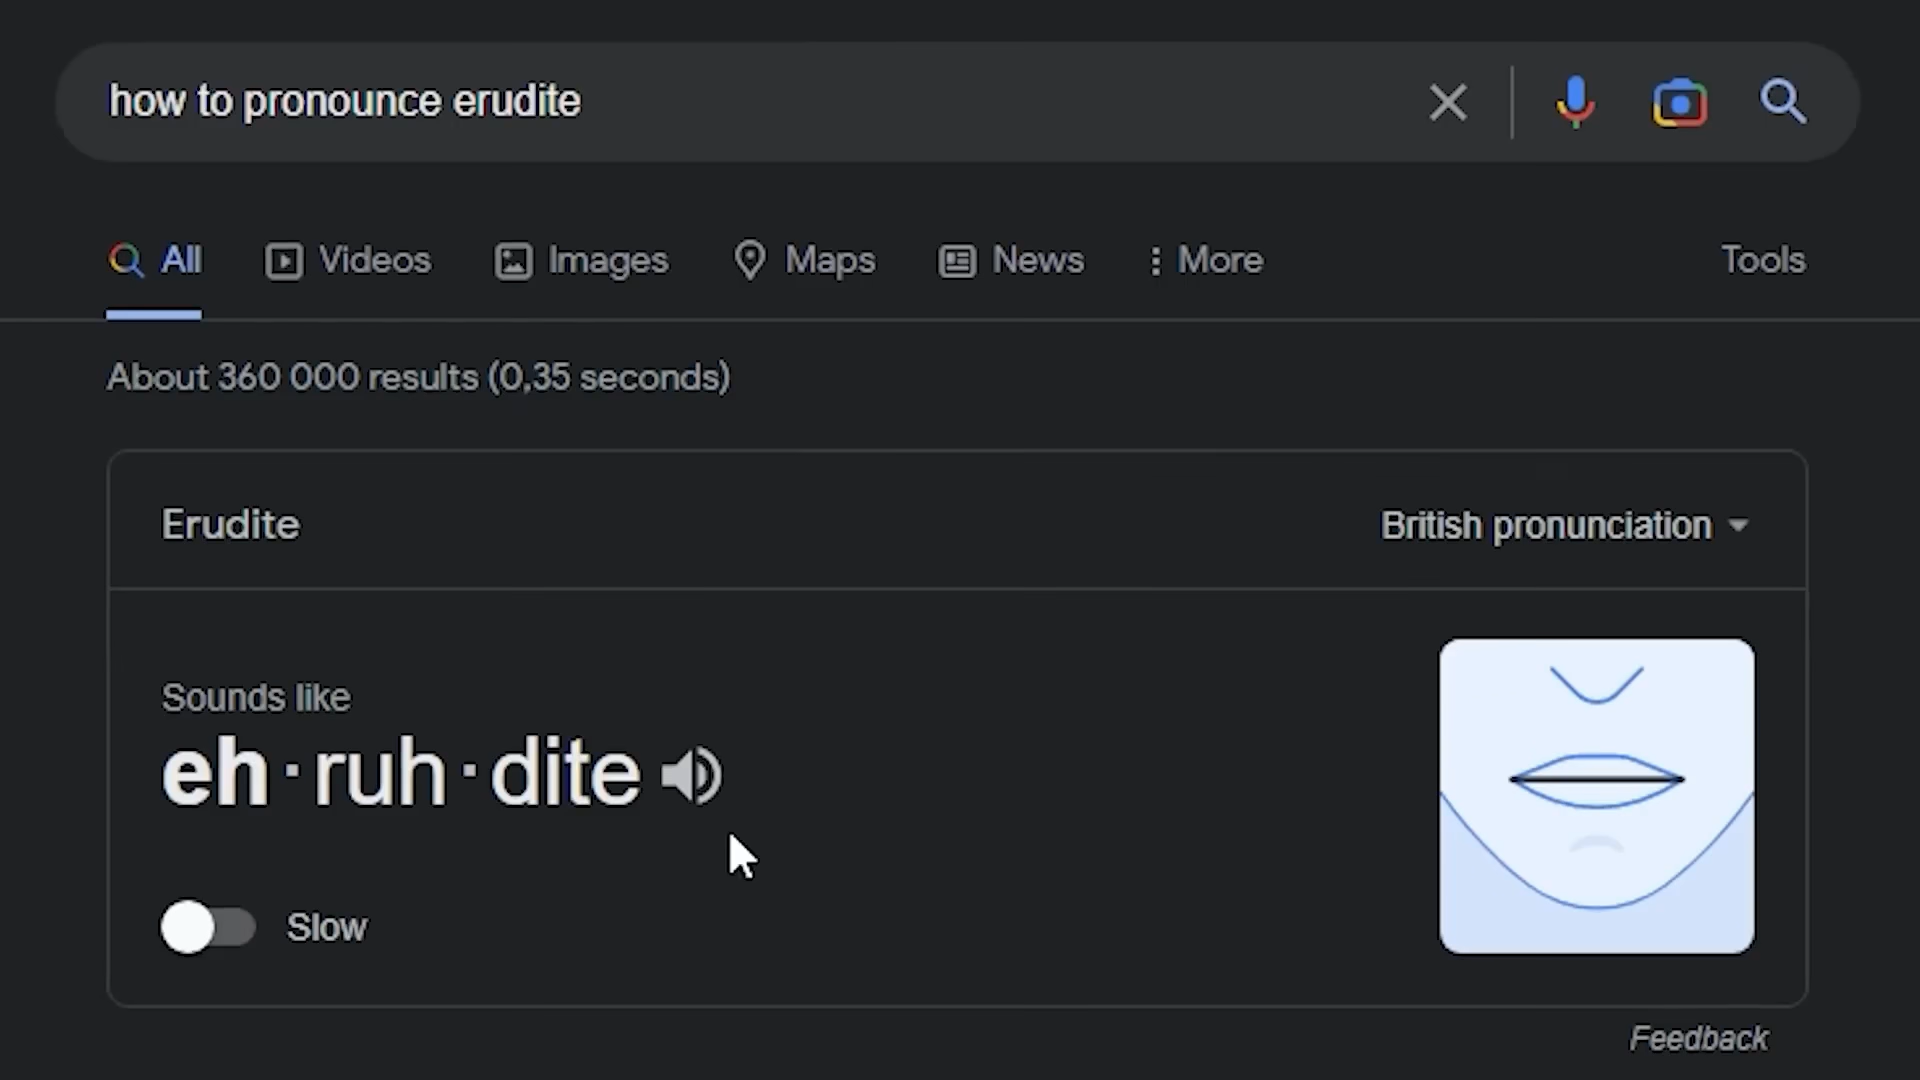 how to pronounce erudite
All Videos Images Maps News More Tools
About 360 000 results (0,35 seconds)
Erudite British pronunciation
Sounds like
eh·ruh·dite
Slow
Feedback